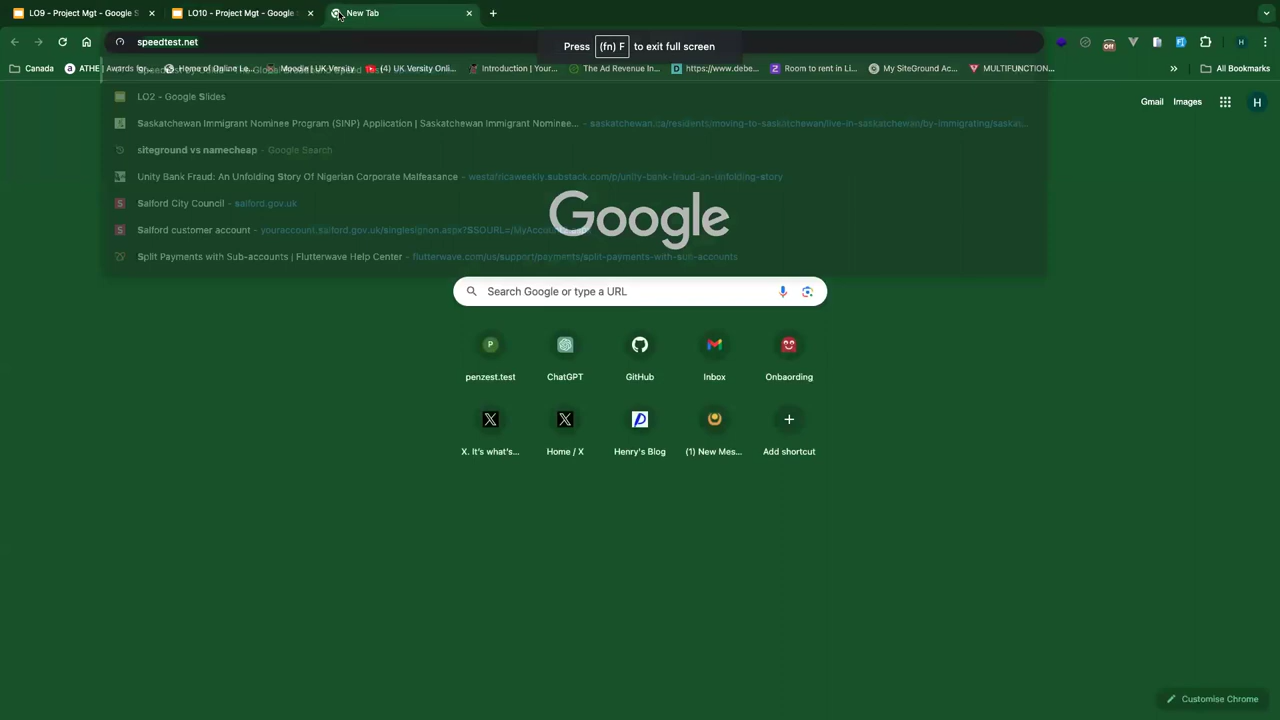 LO9 - Project Mgt - Google S
LO10 - Project Mgt - Google
New Tab
speedtest.net
Press (fn) F to exit full screen
Canada
ATHE | Awards for...
Home of Online Le...
Moodle | UK Versity
(4) UK Versity Onl...
Introduction | Your...
The Ad Revenue In...
https://www.debe...
Room to rent in Li...
My SiteGround Ac...
MULTIFUNCTION...
»
All Bookmarks
LO2 - Google Slides
Gmail
Images
H
Saskatchewan Immigrant Nominee Program (SINP) Application | Saskatchewan Immigrant Nominee... - saskatchewan.ca/residents/moving-to-saskatchewan/live-in-saskatchewan/by-immigrating/saskan...
siteground vs namecheap - Google Search
Unity Bank Fraud: An Unfolding Story Of Nigerian Corporate Malfeasance - westafricaweekly.substack.com/p/unity-bank-fraud-an-unfolding-story
Salford City Council - salford.gov.uk
Google
Salford customer account - youraccount.salford.gov.uk/singlesignon.aspx?SSOURL=/MyAccount.aspx
Split Payments with Sub-accounts | Flutterwave Help Center - flutterwave.com/us/support/payments/split-payments-with-sub-accounts
Search Google or type a URL
P
penzest.test
ChatGPT
GitHub
Inbox
Onbaording
X. It's what's...
Home / X
Henry's Blog
(1) New Mes...
Add shortcut
Customise Chrome